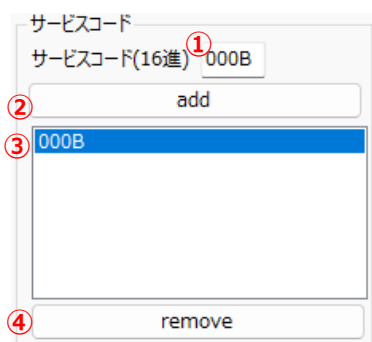 サービスコード
サービスコード(16進) ① 000B
② add
③ 000B
④ remove